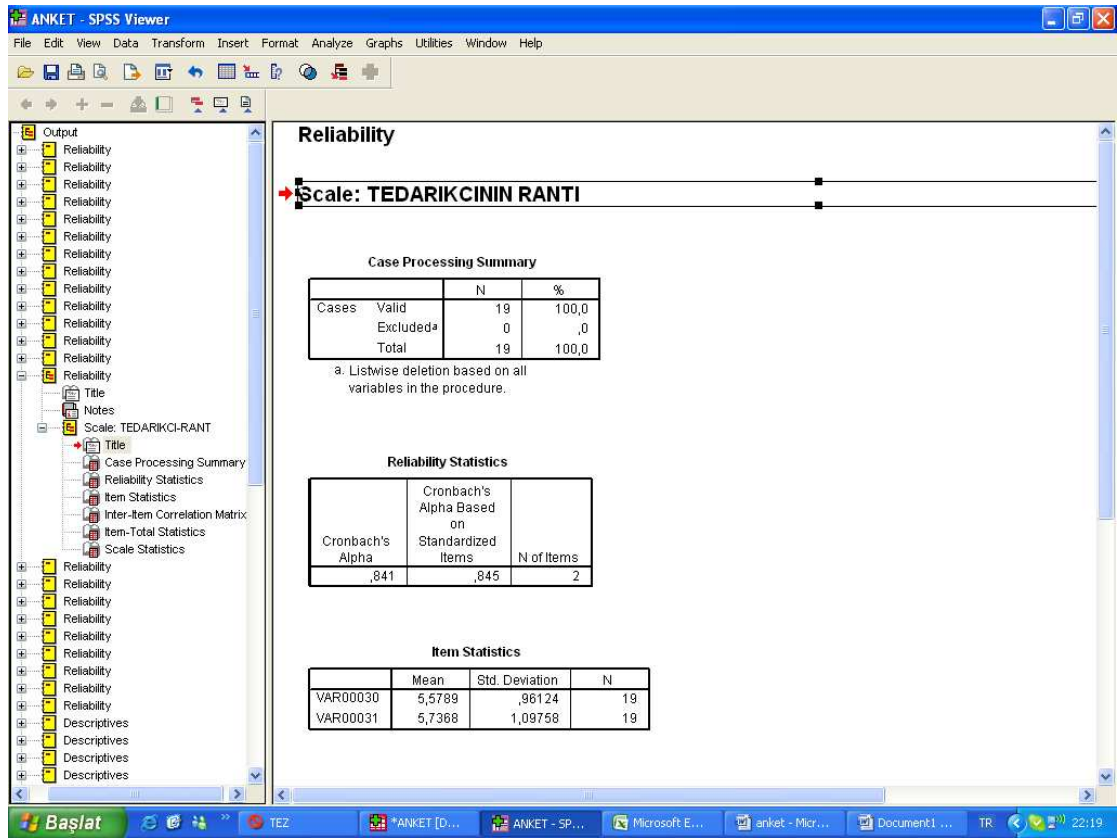 ANKET - SPSS Viewer
File Edit View Data Transform Insert Format Analyze Graphs Utilities Window Help
Output
Reliability
Reliability
Reliability
Reliability
Reliability
Reliability
Reliability
Reliability
Reliability
Reliability
Reliability
Reliability
Reliability
Reliability
Title
Notes
Scale: TEDARIKCI-RANT
Title
Case Processing Summary
Reliability Statistics
Item Statistics
Inter-Item Correlation Matrix
Item-Total Statistics
Scale Statistics
Reliability
Reliability
Reliability
Reliability
Reliability
Reliability
Reliability
Reliability
Reliability
Descriptives
Descriptives
Descriptives
Descriptives
Reliability
Scale: TEDARIKCININ RANTI
Case Processing Summary
N %
Cases Valid 19 100,0
Excludedª 0 ,0
Total 19 100,0
a. Listwise deletion based on all
variables in the procedure.
Reliability Statistics
Cronbach's
Alpha Based
on
Cronbach's Standardized
Alpha Items N of Items
,841 ,845 2
Item Statistics
Mean Std. Deviation N
VAR00030 5,5789 ,96124 19
VAR00031 5,7368 1,09758 19
Başlat TEZ *ANKET [D... ANKET - SP... Microsoft E... anket - Micr... Document1 ... TR 22:19